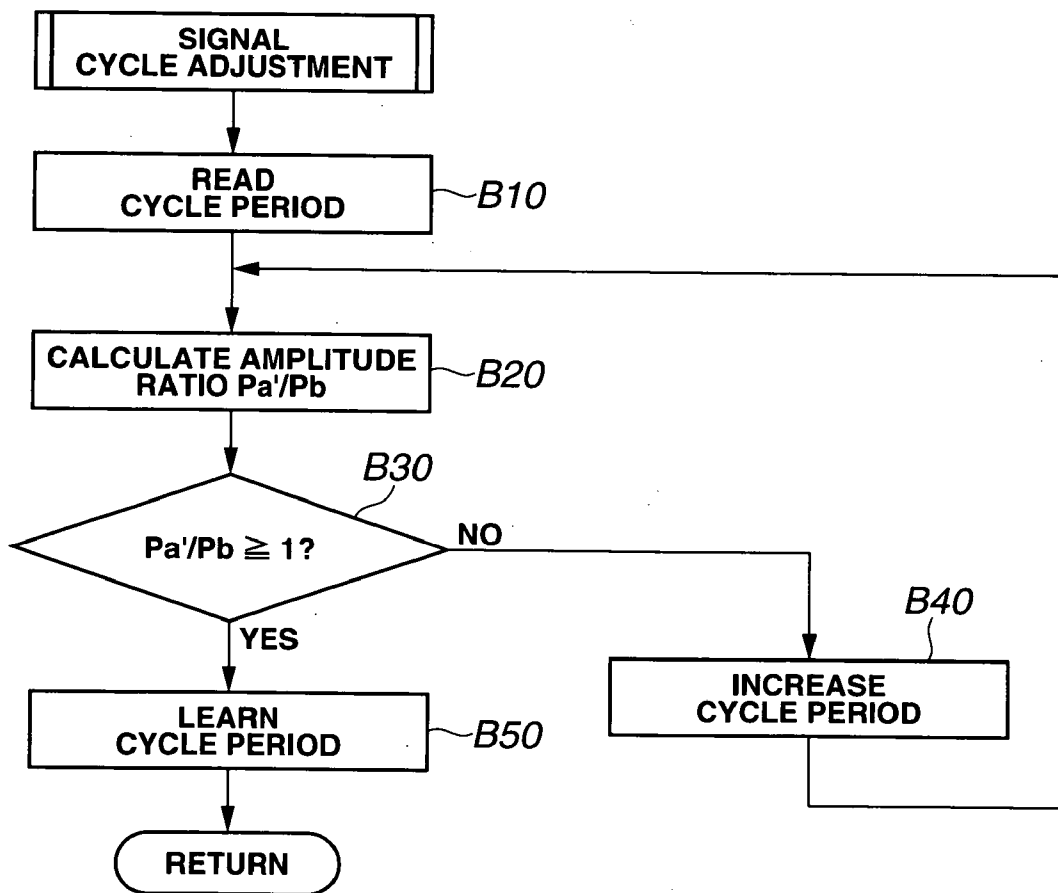 SIGNAL
CYCLE ADJUSTMENT
READ
CYCLE PERIOD
B10
CALCULATE AMPLITUDE
RATIO Pa'/Pb
B20
B30
Pa'/Pb ≧ 1?
NO
YES
B40
INCREASE
CYCLE PERIOD
LEARN
CYCLE PERIOD
B50
RETURN